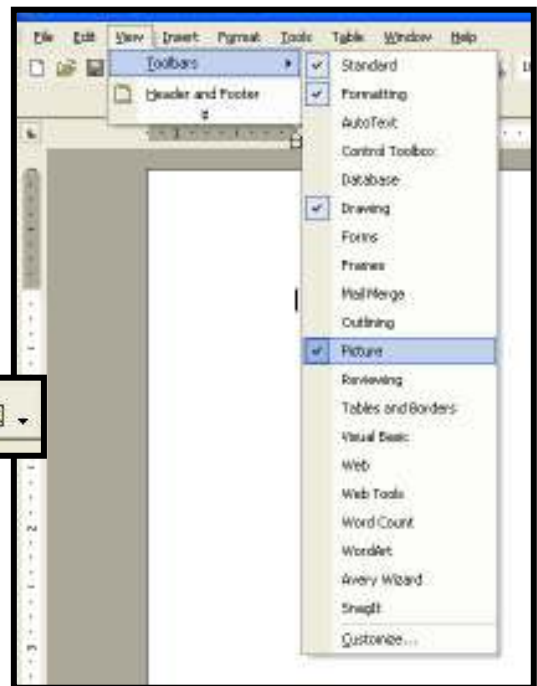 File Edit View Insert Format Tools Table Window Help
Toolbars
Header and Footer
Standard
Formatting
AutoText
Control Toolbox
Database
Drawing
Forms
Frames
Mail Merge
Outlining
Picture
Reviewing
Tables and Borders
Visual Basic
Web
Web Tools
Word Count
WordArt
Avery Wizard
SnagIt
Customize...